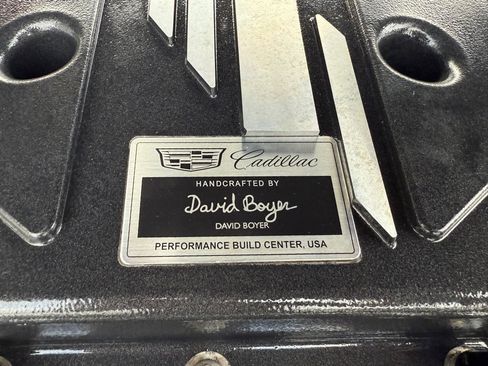 Cadillac
HANDCRAFTED BY
David Boyer
DAVID BOYER
PERFORMANCE BUILD CENTER, USA